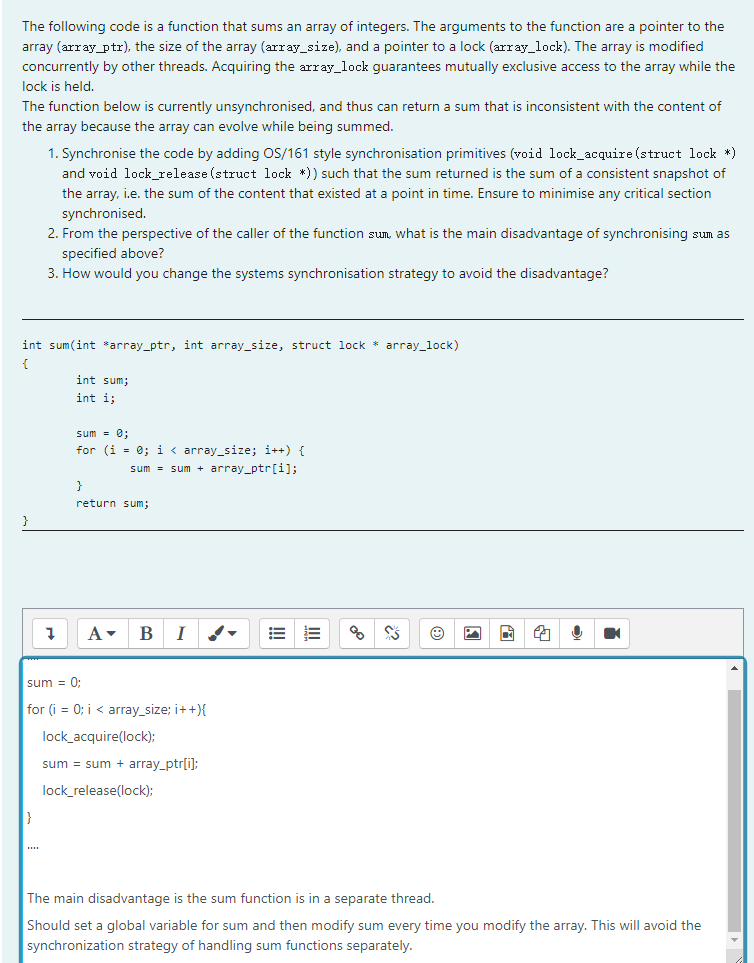 The following code is a function that sums an array of integers. The arguments to the function are a pointer to the
array (array_ptr), the size of the array (array_size), and a pointer to a lock (array_lock). The array is modified
concurrently by other threads. Acquiring the array_lock guarantees mutually exclusive access to the array while the
lock is held.
The function below is currently unsynchronised, and thus can return a sum that is inconsistent with the content of
the array because the array can evolve while being summed.
1. Synchronise the code by adding OS/161 style synchronisation primitives (void lock_acquire(struct lock *)
and void lock_release(struct lock *)) such that the sum returned is the sum of a consistent snapshot of
the array, i.e. the sum of the content that existed at a point in time. Ensure to minimise any critical section
synchronised.
2. From the perspective of the caller of the function sum, what is the main disadvantage of synchronising sum as
specified above?
3. How would you change the systems synchronisation strategy to avoid the disadvantage?
int sum(int *array_ptr, int array_size, struct lock * array_lock)
{
int sum;
int i;
sum = 0;
for (i = 0; i < array_size; i++) {
sum = sum + array_ptr[i];
}
return sum;
}
A B I
....
sum = 0;
for (i = 0; i < array_size; i++){
lock_acquire(lock);
sum = sum + array_ptr[i];
lock_release(lock);
}
....
The main disadvantage is the sum function is in a separate thread.
Should set a global variable for sum and then modify sum every time you modify the array. This will avoid the
synchronization strategy of handling sum functions separately.